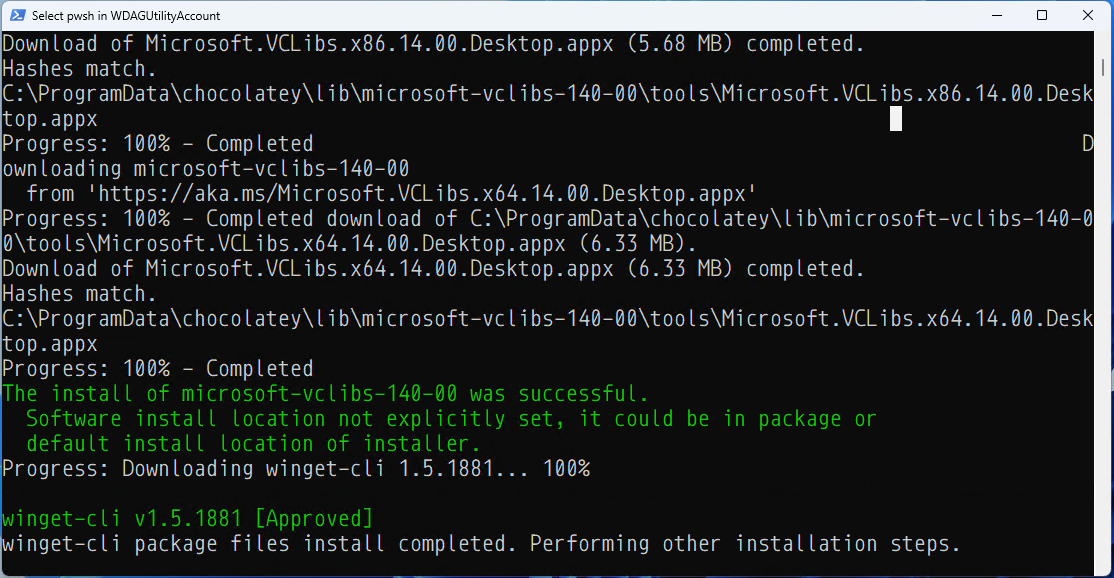 Select pwsh in WDAGUtilityAccount
Download of Microsoft.VCLibs.x86.14.00.Desktop.appx (5.68 MB) completed.
Hashes match.
C:\ProgramData\chocolatey\lib\microsoft-vclibs-140-00\tools\Microsoft.VCLibs.x86.14.00.Desk
top.appx
Progress: 100% - Completed D
ownloading microsoft-vclibs-140-00
  from 'https://aka.ms/Microsoft.VCLibs.x64.14.00.Desktop.appx'
Progress: 100% - Completed download of C:\ProgramData\chocolatey\lib\microsoft-vclibs-140-0
0\tools\Microsoft.VCLibs.x64.14.00.Desktop.appx (6.33 MB).
Download of Microsoft.VCLibs.x64.14.00.Desktop.appx (6.33 MB) completed.
Hashes match.
C:\ProgramData\chocolatey\lib\microsoft-vclibs-140-00\tools\Microsoft.VCLibs.x64.14.00.Desk
top.appx
Progress: 100% - Completed
The install of microsoft-vclibs-140-00 was successful.
  Software install location not explicitly set, it could be in package or
  default install location of installer.
Progress: Downloading winget-cli 1.5.1881... 100%
winget-cli v1.5.1881 [Approved]
winget-cli package files install completed. Performing other installation steps.